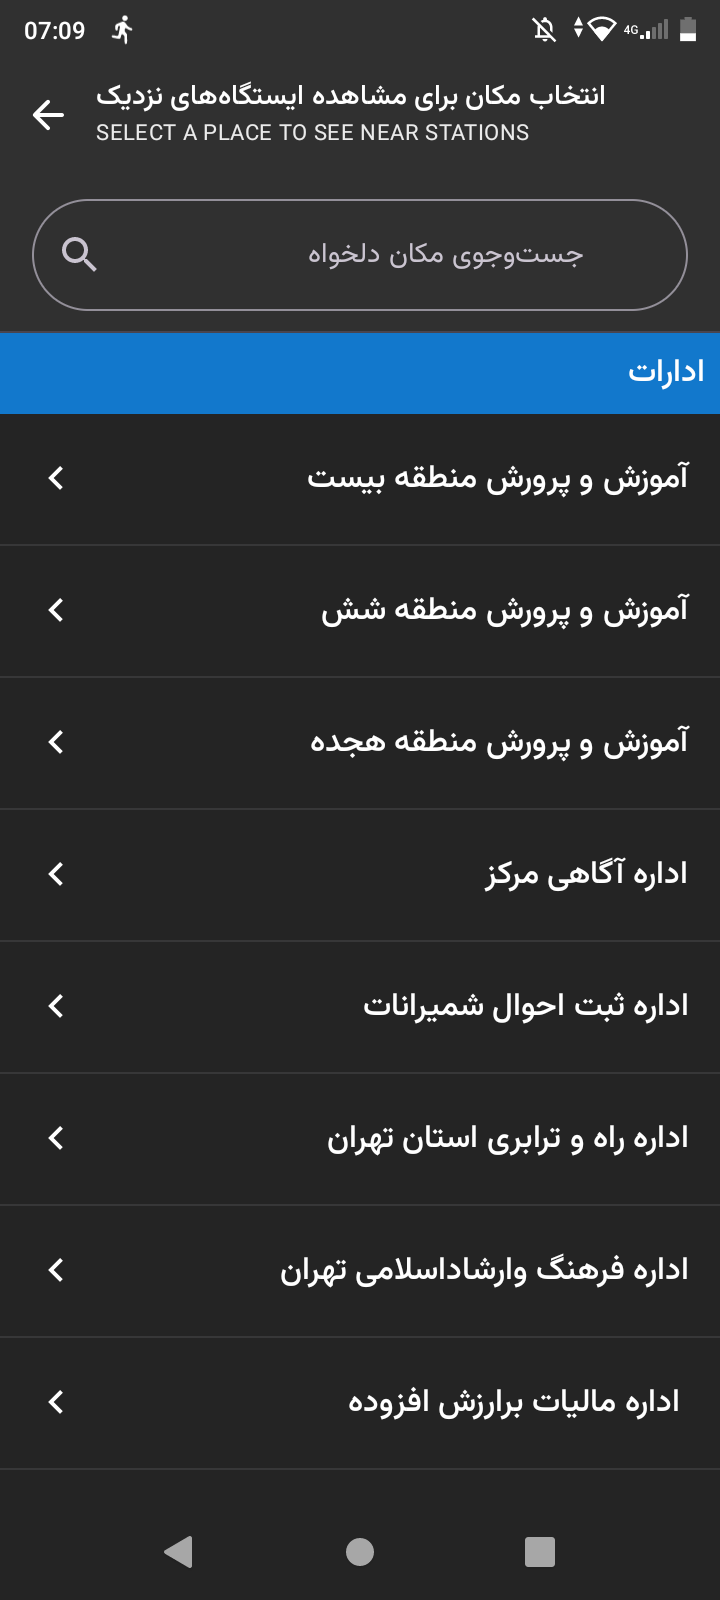 07:09
4G
انتخاب مکان برای مشاهده ایستگاه‌های نزدیک
SELECT A PLACE TO SEE NEAR STATIONS
جست‌وجوی مکان دلخواه
ادارات
آموزش و پرورش منطقه بیست
آموزش و پرورش منطقه شش
آموزش و پرورش منطقه هجده
اداره آگاهی مرکز
اداره ثبت احوال شمیرانات
اداره راه و ترابری استان تهران
اداره فرهنگ وارشاداسلامی تهران
اداره مالیات برارزش افزوده